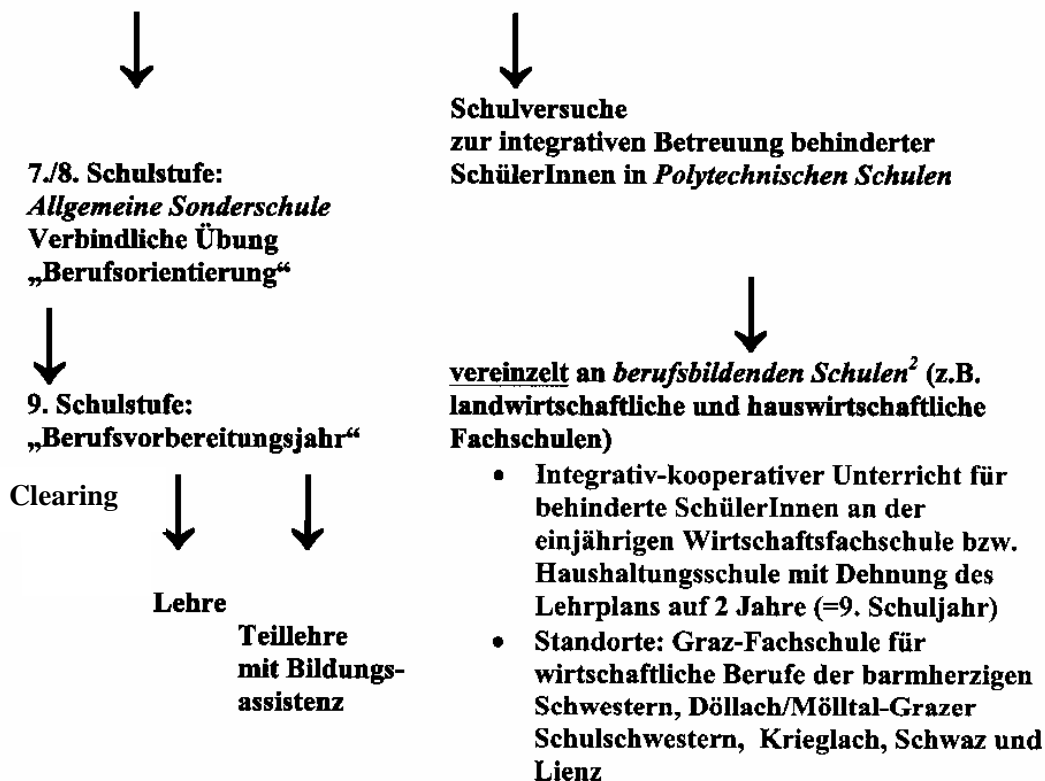 7./8. Schulstufe:
Allgemeine Sonderschule
Verbindliche Übung
„Berufsorientierung“
9. Schulstufe:
„Berufsvorbereitungsjahr“
Clearing
Lehre
Teillehre
mit Bildungs-
assistenz
Schulversuche
zur integrativen Betreuung behinderter
SchülerInnen in Polytechnischen Schulen
vereinzelt an berufsbildenden Schulen² (z.B.
landwirtschaftliche und hauswirtschaftliche
Fachschulen)
• Integrativ-kooperativer Unterricht für
behinderte SchülerInnen an der
einjährigen Wirtschaftsfachschule bzw.
Haushaltungsschule mit Dehnung des
Lehrplans auf 2 Jahre (=9. Schuljahr)
• Standorte: Graz-Fachschule für
wirtschaftliche Berufe der barmherzigen
Schwestern, Döllach/Mölltal-Grazer
Schulschwestern, Krieglach, Schwaz und
Lienz